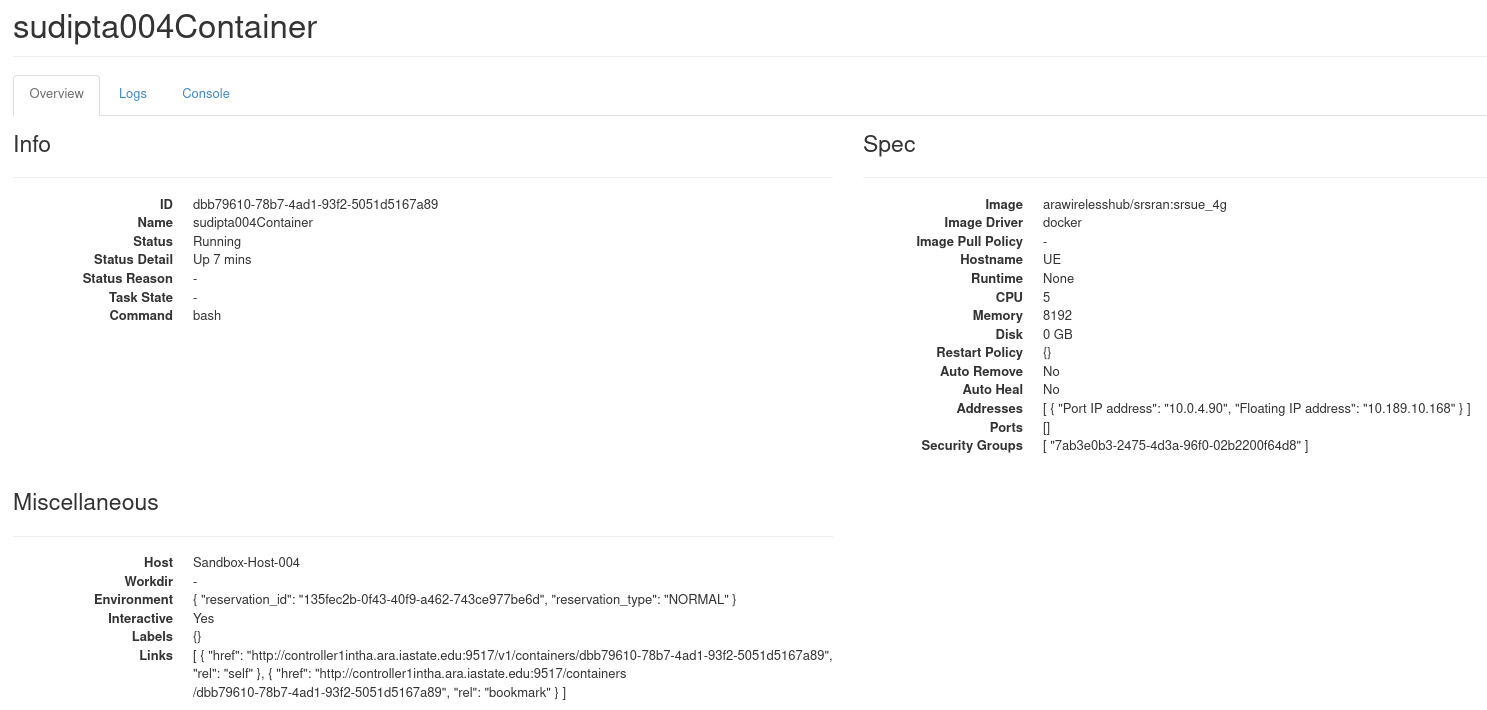 sudipta004Container
Overview Logs Console
Info
ID dbb79610-78b7-4ad1-93f2-5051d5167a89
Name sudipta004Container
Status Running
Status Detail Up 7 mins
Status Reason -
Task State -
Command bash
Spec
Image arawirelesshub/srsran:srsue_4g
Image Driver docker
Image Pull Policy -
Hostname UE
Runtime None
CPU 5
Memory 8192
Disk 0 GB
Restart Policy {}
Auto Remove No
Auto Heal No
Addresses [ { "Port IP address": "10.0.4.90", "Floating IP address": "10.189.10.168" } ]
Ports []
Security Groups [ "7ab3e0b3-2475-4d3a-96f0-02b2200f64d8" ]
Miscellaneous
Host Sandbox-Host-004
Workdir -
Environment { "reservation_id": "135fec2b-0f43-40f9-a462-743ce977be6d", "reservation_type": "NORMAL" }
Interactive Yes
Labels {}
Links [ { "href": "http://controller1intha.ara.iastate.edu:9517/v1/containers/dbb79610-78b7-4ad1-93f2-5051d5167a89",
"rel": "self" }, { "href": "http://controller1intha.ara.iastate.edu:9517/containers
/dbb79610-78b7-4ad1-93f2-5051d5167a89", "rel": "bookmark" } ]